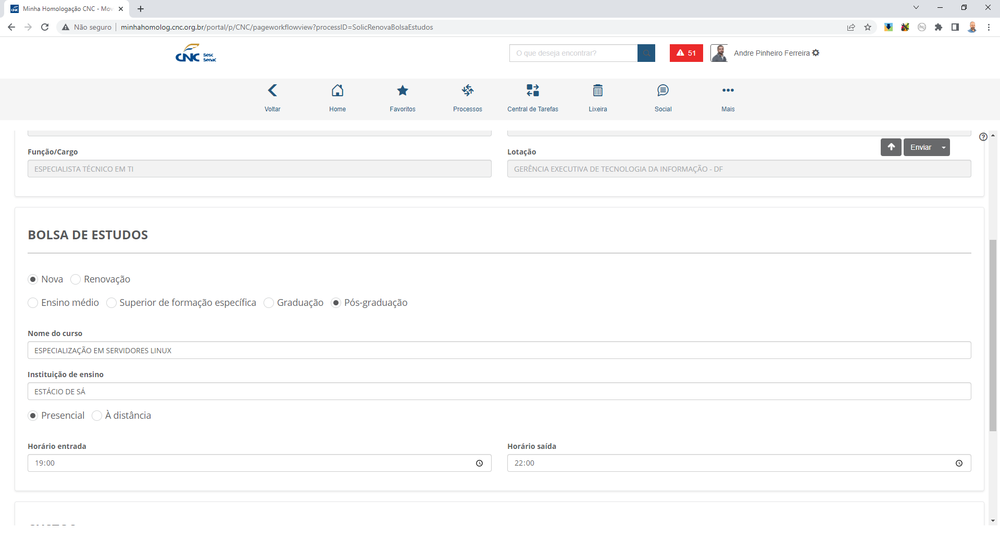 Minha Homologação CNC - Mov
Não seguro
minhahomolog.cnc.org.br/portal/p/CNC/pageworkflowview?processID=SolicRenovaBolsaEstudos
CNC Sesc Senac
O que deseja encontrar?
51
Andre Pinheiro Ferreira
Voltar
Home
Favoritos
Processos
Central de Tarefas
Lixeira
Social
Mais
Enviar
Função/Cargo
Lotação
ESPECIALISTA TÉCNICO EM TI
GERÊNCIA EXECUTIVA DE TECNOLOGIA DA INFORMAÇÃO - DF
BOLSA DE ESTUDOS
Nova Renovação
Ensino médio Superior de formação específica Graduação Pós-graduação
Nome do curso
ESPECIALIZAÇÃO EM SERVIDORES LINUX
Instituição de ensino
ESTÁCIO DE SÁ
Presencial À distância
Horário entrada
Horário saída
19:00
22:00